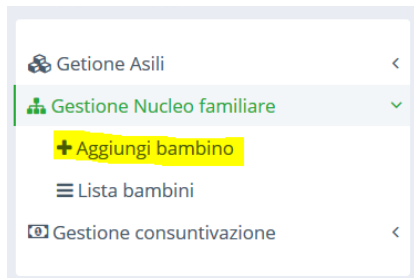 Getione Asili
Gestione Nucleo familiare
Aggiungi bambino
Lista bambini
Gestione consuntivazione